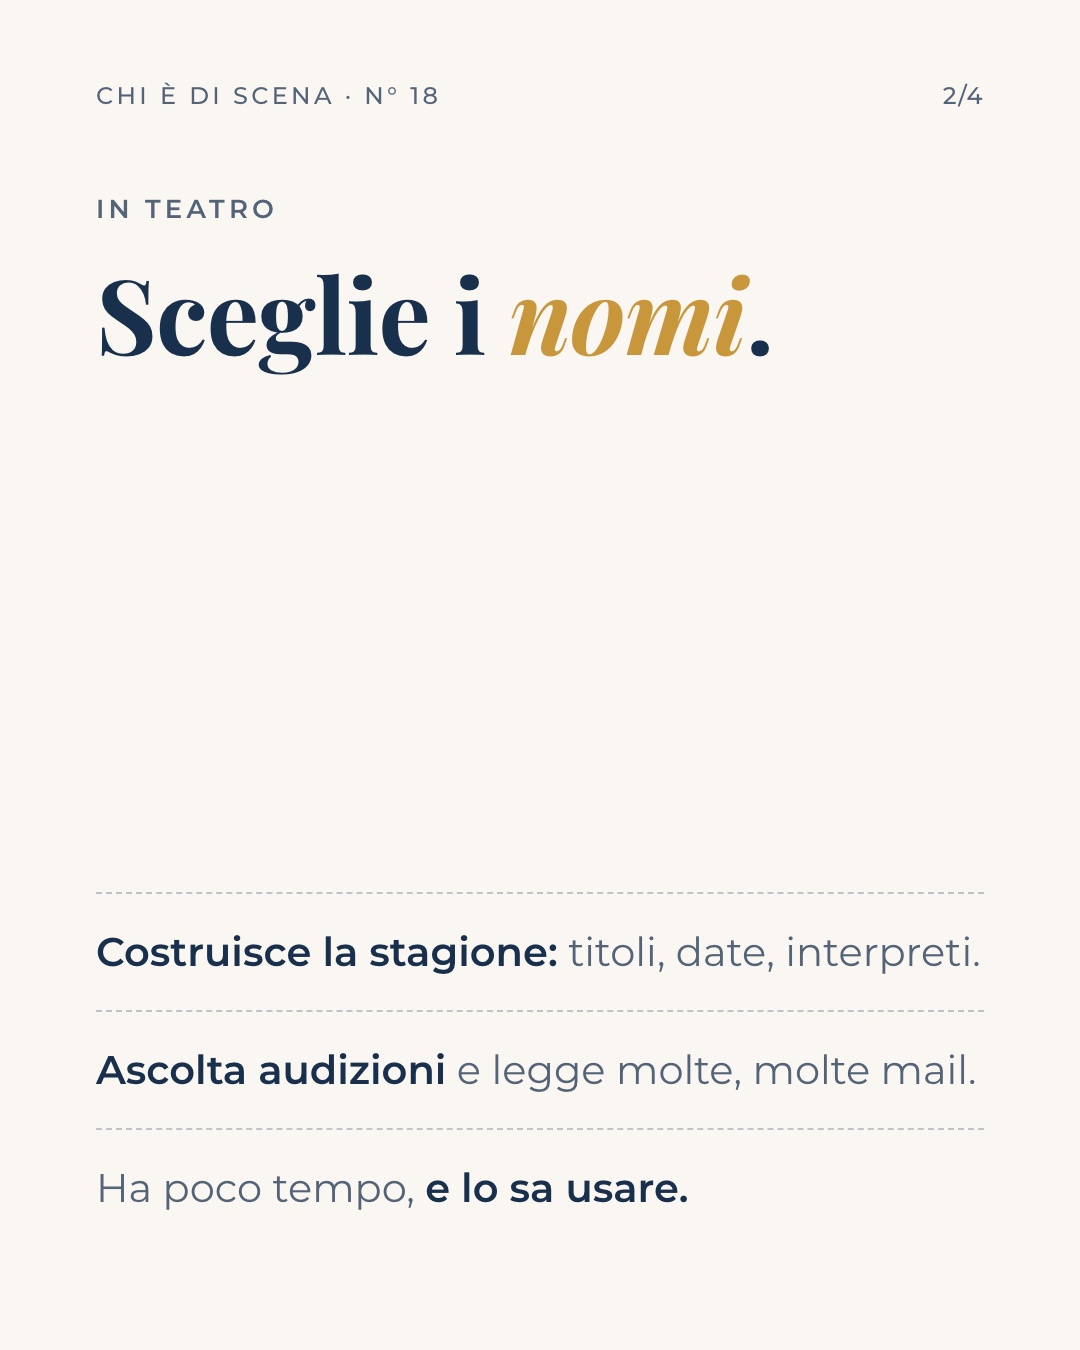 CHI È DI SCENA · N° 18
2/4
IN TEATRO
Sceglie i nomi.
Costruisce la stagione: titoli, date, interpreti.
Ascolta audizioni e legge molte, molte mail.
Ha poco tempo, e lo sa usare.